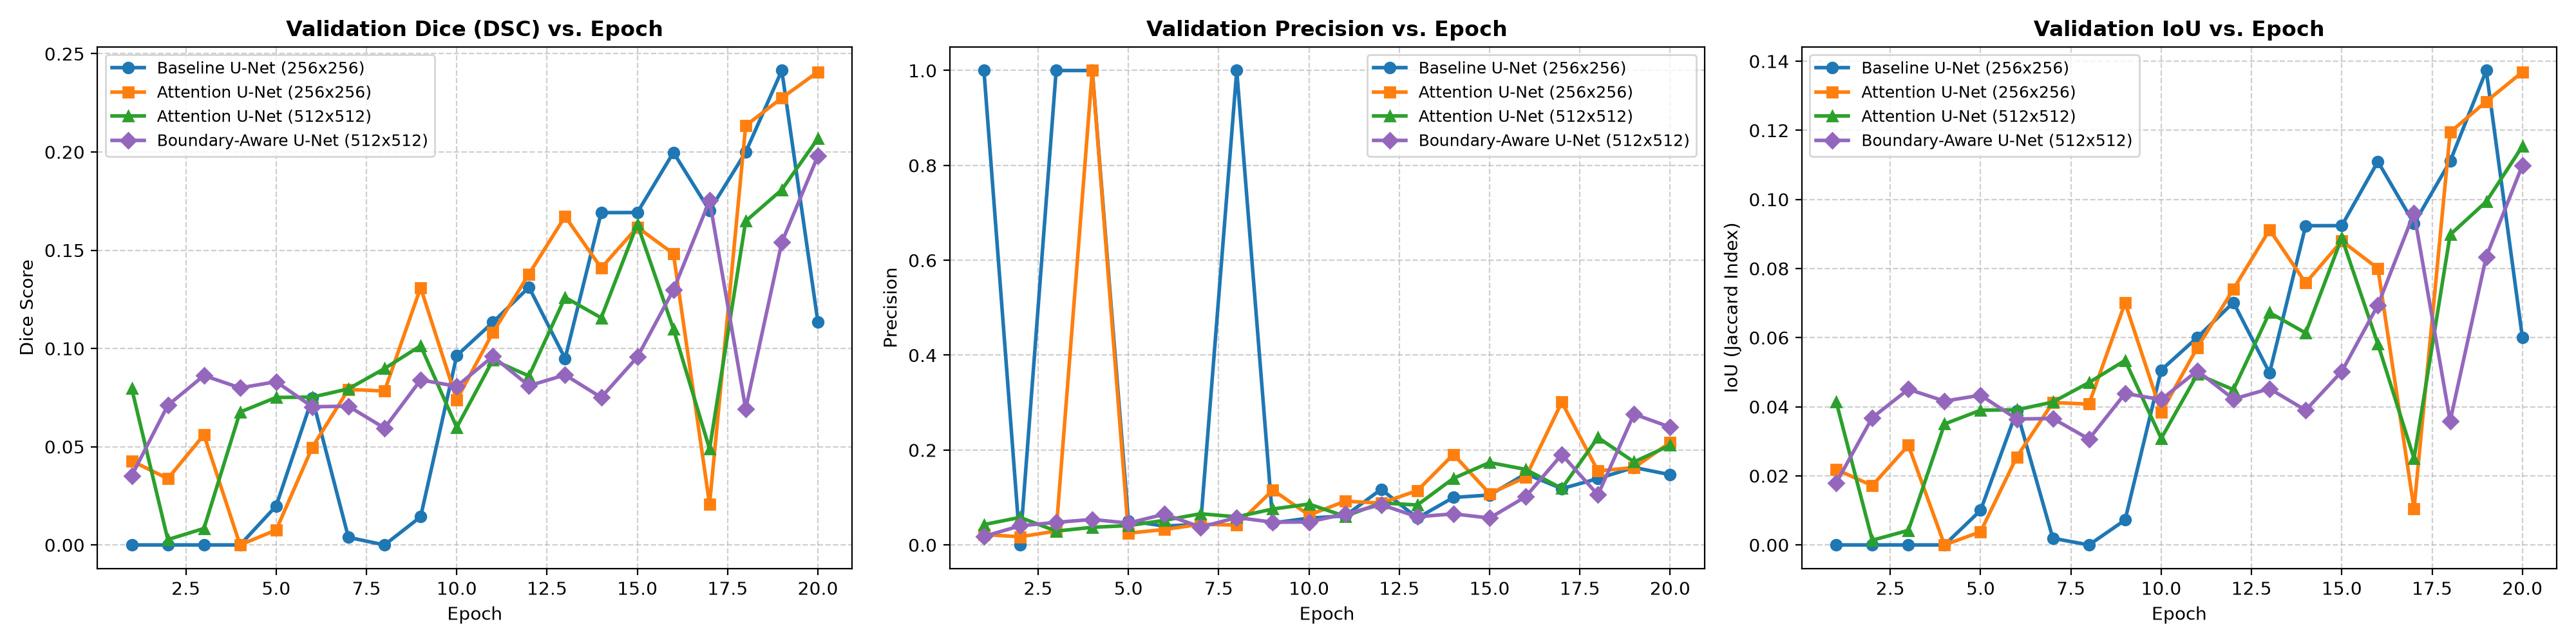 Validation Dice (DSC) vs. Epoch
0.25
0.20
0.15
0.10
0.05
0.00
Dice Score
Baseline U-Net (256x256)
Attention U-Net (256x256)
Attention U-Net (512x512)
Boundary-Aware U-Net (512x512)
2.5 5.0 7.5 10.0 12.5 15.0 17.5 20.0
Epoch
Validation Precision vs. Epoch
1.0
0.8
0.6
0.4
0.2
0.0
Precision
Baseline U-Net (256x256)
Attention U-Net (256x256)
Attention U-Net (512x512)
Boundary-Aware U-Net (512x512)
2.5 5.0 7.5 10.0 12.5 15.0 17.5 20.0
Epoch
Validation IoU vs. Epoch
0.14
0.12
0.10
0.08
0.06
0.04
0.02
0.00
IoU (Jaccard Index)
Baseline U-Net (256x256)
Attention U-Net (256x256)
Attention U-Net (512x512)
Boundary-Aware U-Net (512x512)
2.5 5.0 7.5 10.0 12.5 15.0 17.5 20.0
Epoch